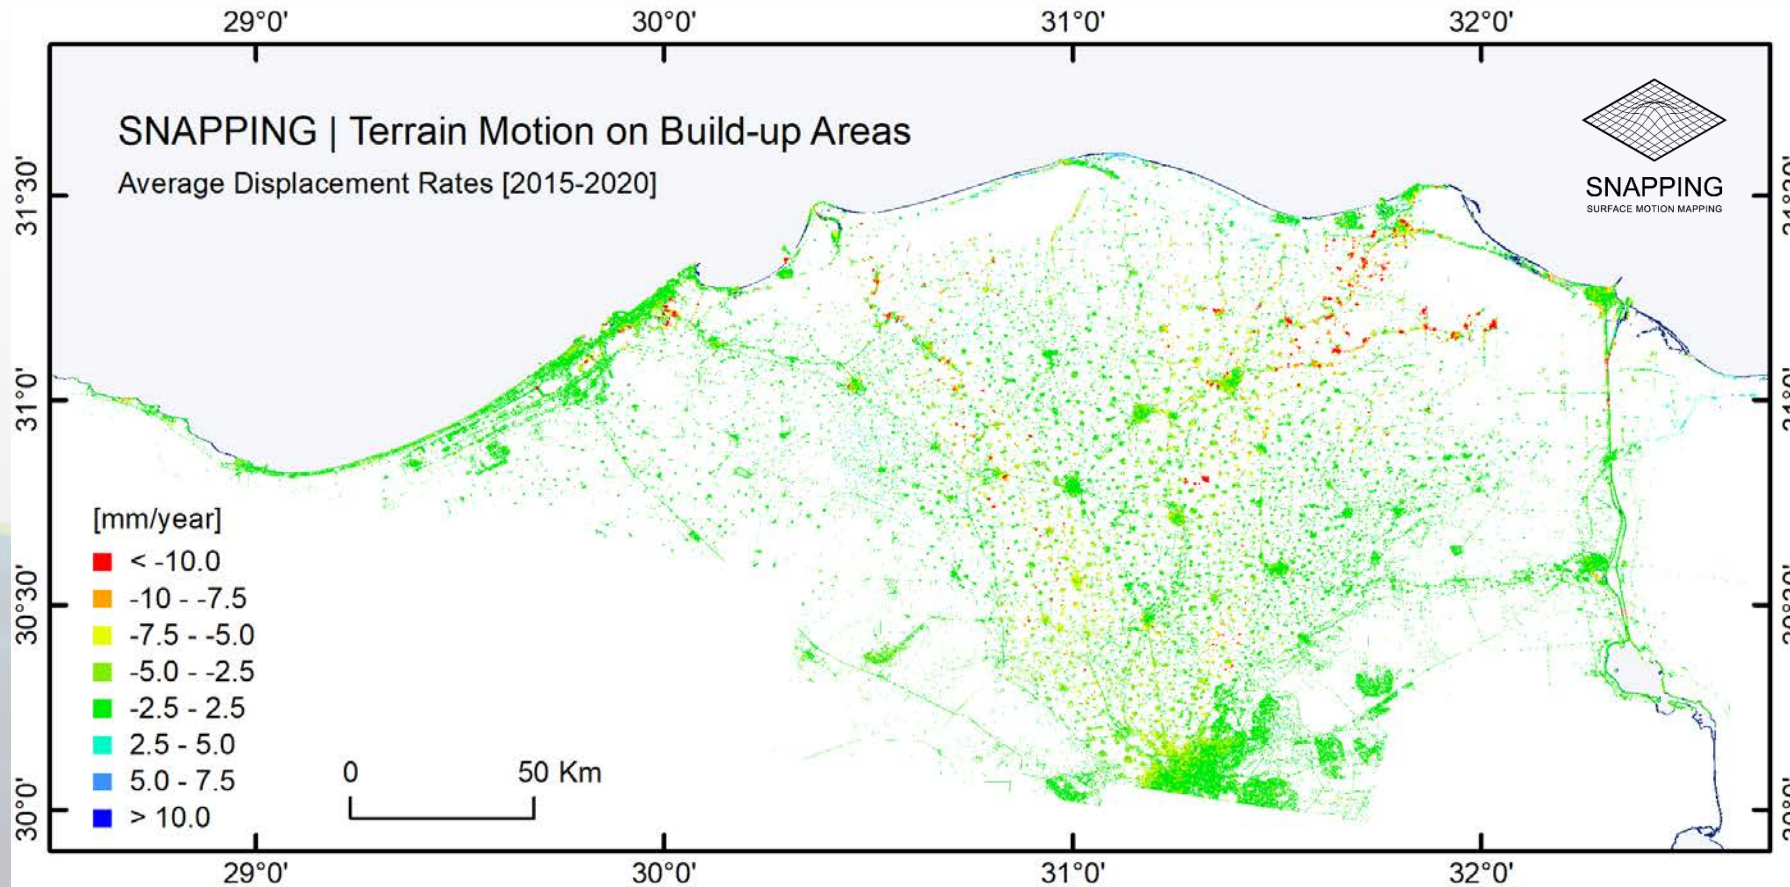 29°0' 30°0' 31°0' 32°0'
SNAPPING | Terrain Motion on Build-up Areas
Average Displacement Rates [2015-2020]
SNAPPING
SURFACE MOTION MAPPING
31°30'
31°0'
30°30'
30°0'
[mm/year]
< -10.0
-10 - -7.5
-7.5 - -5.0
-5.0 - -2.5
-2.5 - 2.5
2.5 - 5.0
5.0 - 7.5
> 10.0
0 50 Km
29°0' 30°0' 31°0' 32°0'